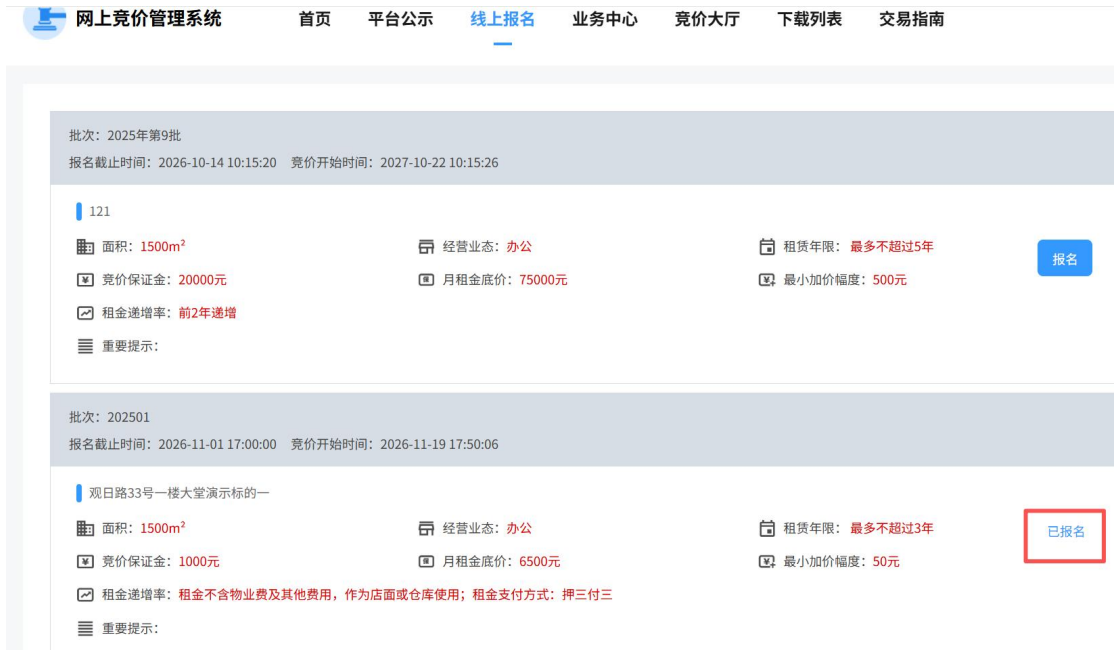 网上竞价管理系统 首页 平台公示 线上报名 业务中心 竞价大厅 下载列表 交易指南
批次：2025年第9批
报名截止时间：2026-10-14 10:15:20 竞价开始时间：2027-10-22 10:15:26
121
面积：1500m² 经营业态：办公 租赁年限：最多不超过5年
报名
竞价保证金：20000元 月租金底价：75000元 最小加价幅度：500元
租金递增率：前2年递增
重要提示：
批次：202501
报名截止时间：2026-11-01 17:00:00 竞价开始时间：2026-11-19 17:50:06
观日路33号一楼大堂演示标的一
面积：1500m² 经营业态：办公 租赁年限：最多不超过3年 已报名
竞价保证金：1000元 月租金底价：6500元 最小加价幅度：50元
租金递增率：租金不含物业费及其他费用，作为店面或仓库使用；租金支付方式：押三付三
重要提示：